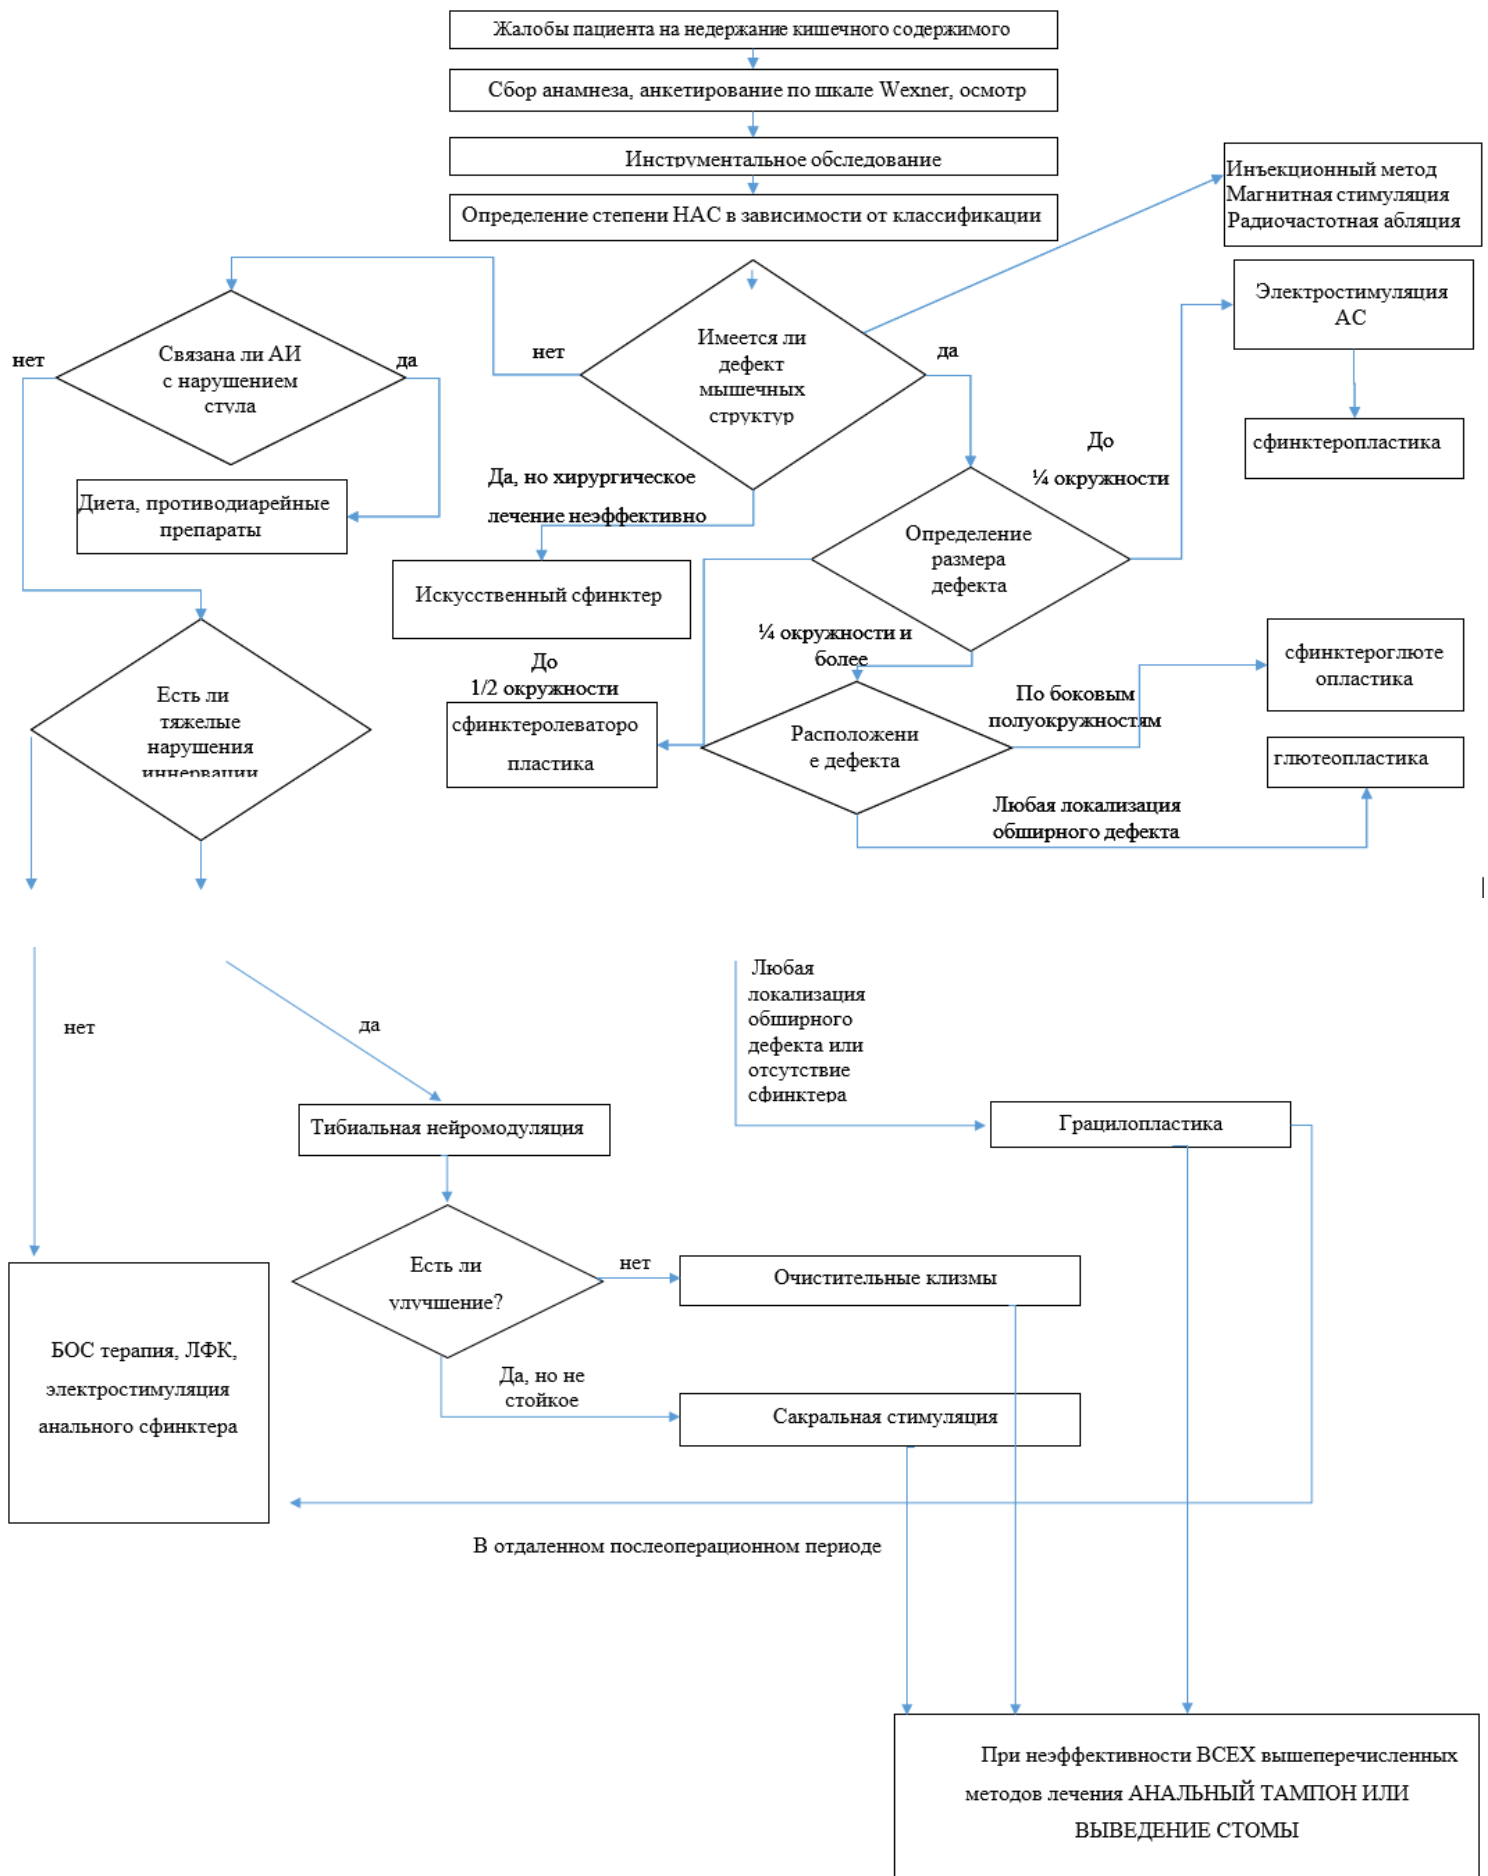 Жалобы пациента на недержание кишечного содержимого
Сбор анамнеза, анкетирование по шкале Wexner, осмотр
Инструментальное обследование
Определение степени НАС в зависимости от классификации
Инъекционный метод
Магнитная стимуляция
Радиочастотная абляция
Электростимуляция
АС
сфинктеропластика
Имеется ли
дефект
мышечных
структур
нет
да
Связана ли АИ
с нарушением
стула
нет
да
Диета, противодиарейные
препараты
Да, но хирургическое
лечение неэффективно
Искусственный сфинктер
До
¼ окружности
Определение
размера
дефекта
¼ окружности и
более
До
1/2 окружности
сфинктеролеваторо
пластика
Расположени
е дефекта
По боковым
полуокружностям
сфинктероглюте
опластика
глютеопластика
Любая локализация
обширного дефекта
Есть ли
тяжелые
нарушения
иннервации
нет
да
Любая
локализация
обширного
дефекта или
отсутствие
сфинктера
Тибиальная нейромодуляция
Грацилопластика
Есть ли
улучшение?
нет
Очистительные клизмы
Да, но не
стойкое
Сакральная стимуляция
БОС терапия, ЛФК,
электростимуляция
анального сфинктера
В отдаленном послеоперационном периоде
При неэффективности ВСЕХ вышеперечисленных
методов лечения АНАЛЬНЫЙ ТАМПОН ИЛИ
ВЫВЕДЕНИЕ СТОМЫ